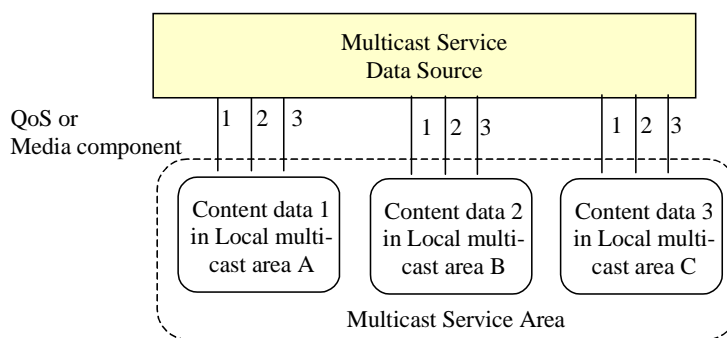 Multicast Service
Data Source
QoS or
Media component
1 2 3
1 2 3
1 2 3
Content data 1
in Local multi-
cast area A
Content data 2
in Local multi-
cast area B
Content data 3
in Local multi-
cast area C
Multicast Service Area